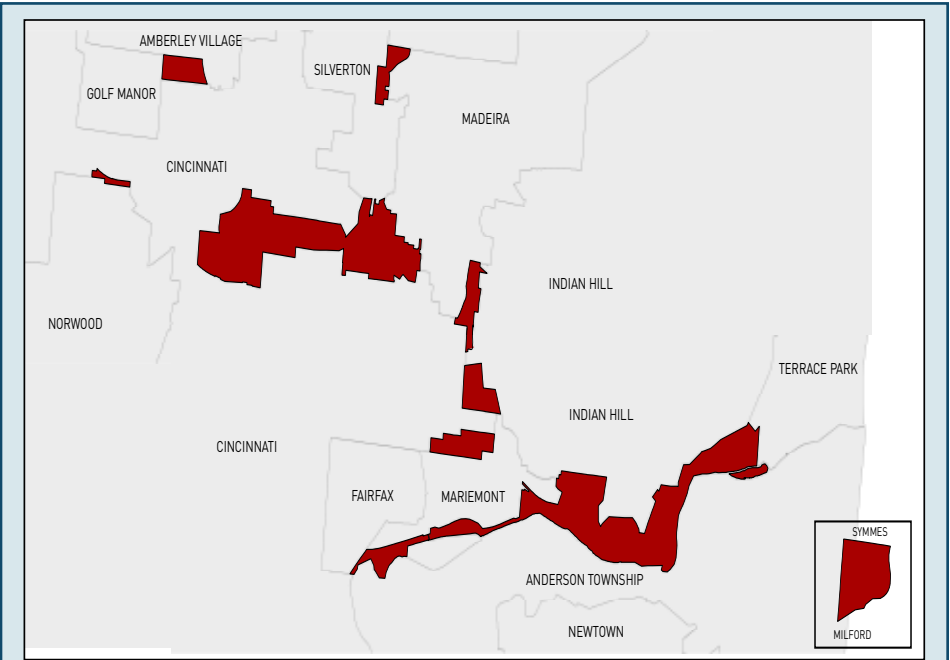 AMBERLEY VILLAGE
SILVERTON
GOLF MANOR
MADEIRA
CINCINNATI
INDIAN HILL
NORWOOD
TERRACE PARK
INDIAN HILL
CINCINNATI
FAIRFAX
MARIEMONT
SYMMES
ANDERSON TOWNSHIP
NEWTOWN
MILFORD